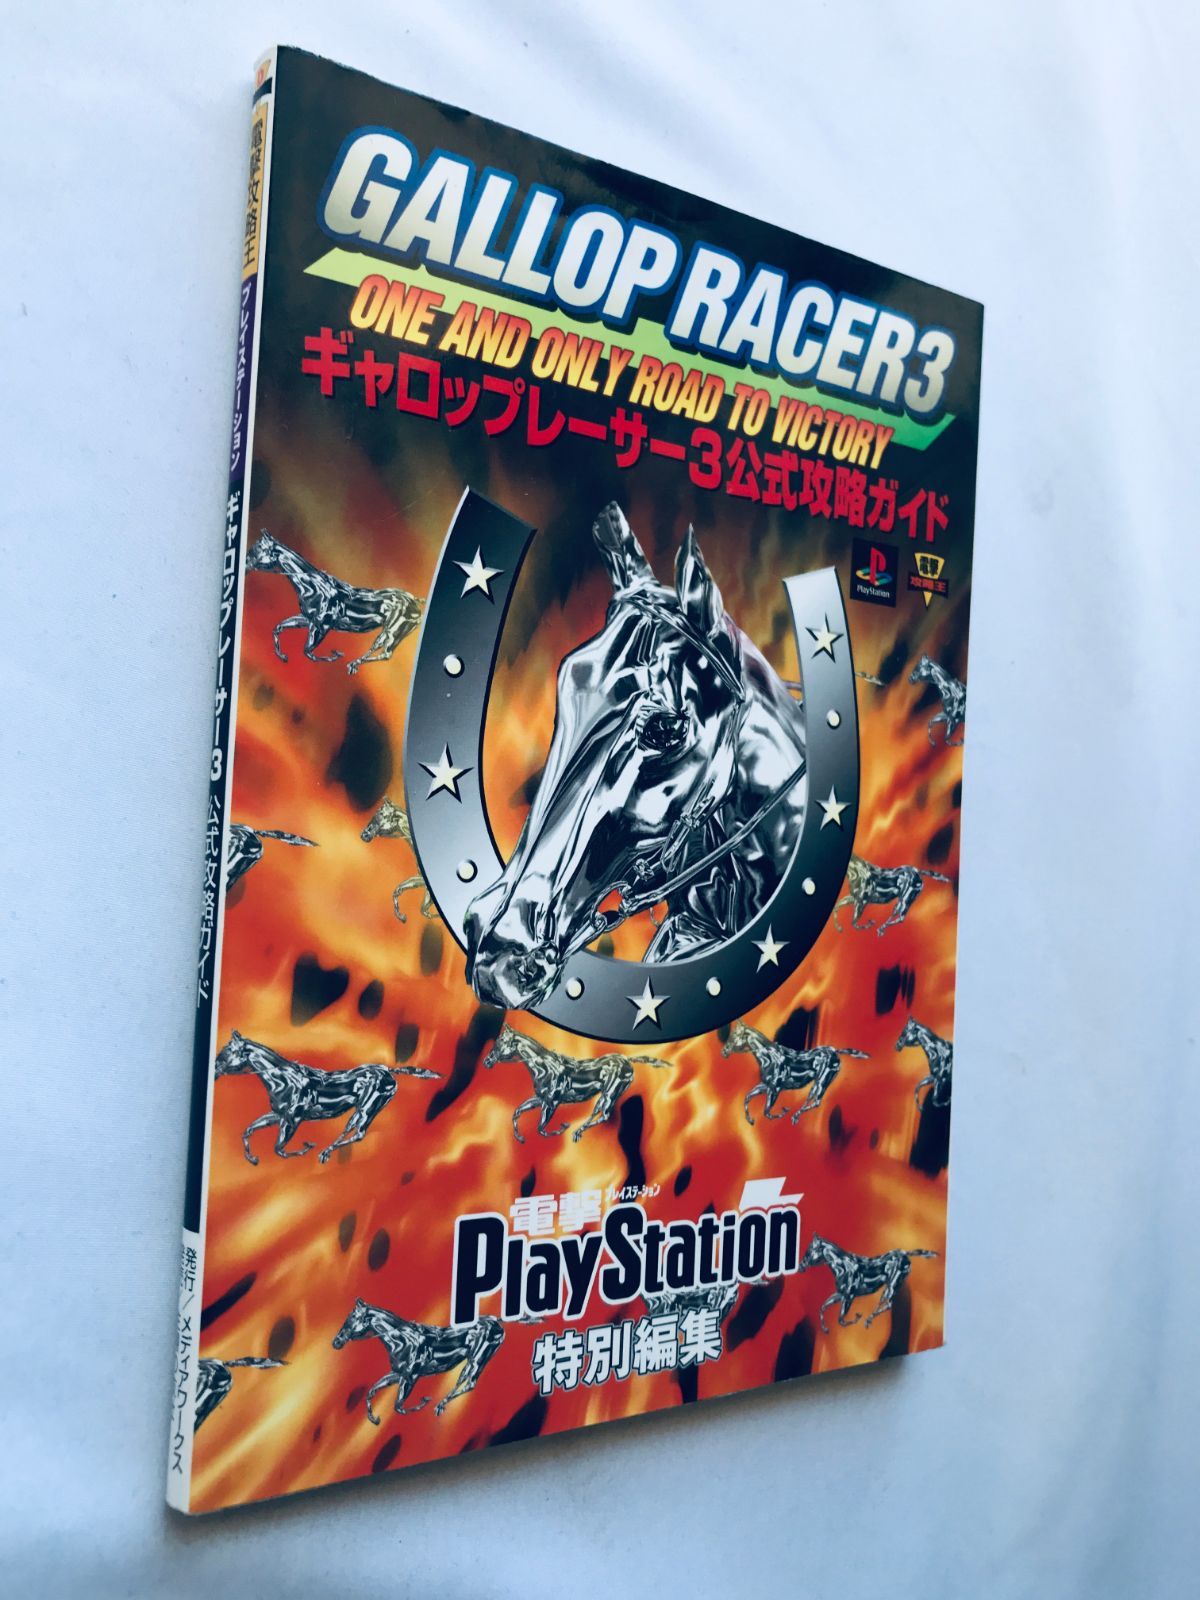 GALLOP RACER 3
ONE AND ONLY ROAD TO VICTORY
ギャロップレーサー3公式攻略ガイド
PlayStation
電撃
攻略王
電撃プレイステーション
PlayStation
特別編集
電撃攻略王
プレイステーション
ギャロップレーサー3 公式攻略ガイド
発行/メディアワークス